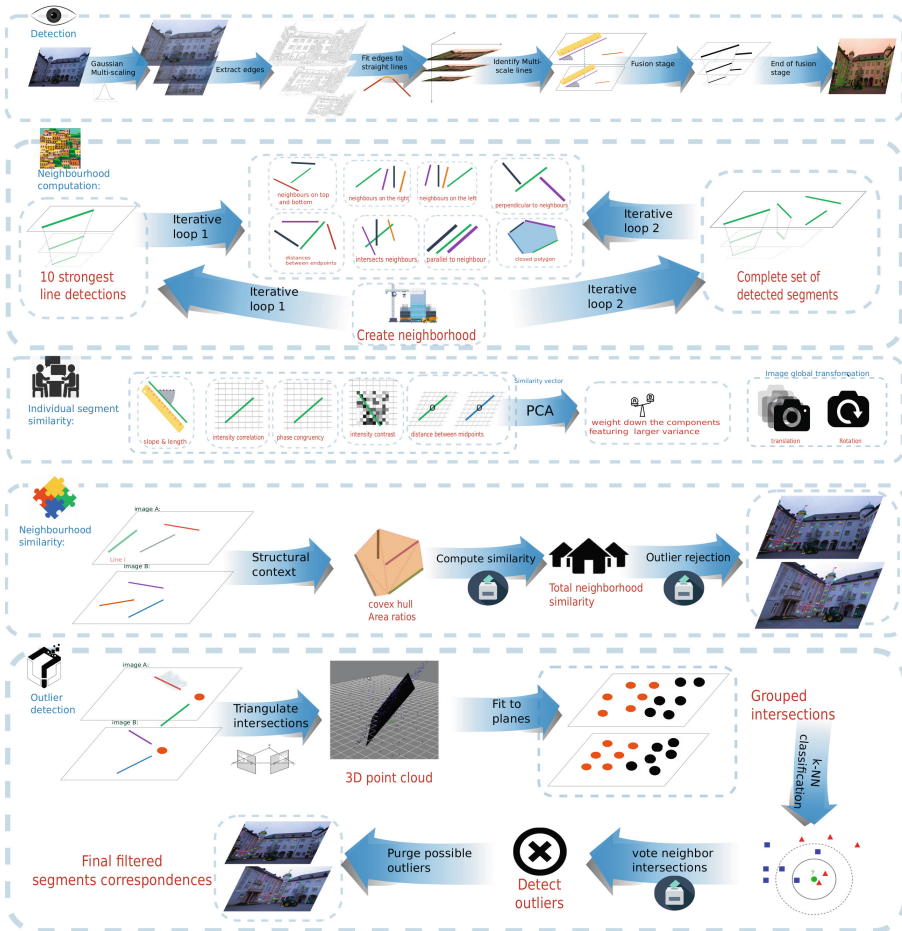 Detection
Gaussian
Multi-scaling
Extract edges
Fit edges to
straight lines
Identify Multi-
scale lines
Fusion stage
End of fusion
stage
Neighbourhood
computation:
10 strongest
line detections
Iterative
loop 1
neighbours on top
and bottom
neighbours on the right
neighbours on the left
perpendicular to neighbours
distances
between endpoints
intersects neighbours
parallel to neighbour
closed polygon
Iterative
loop 2
Complete set of
detected segments
Iterative
loop 1
Create neighborhood
Iterative
loop 2
Individual segment
similarity:
slope & length
intensity correlation
phase congruency
intensity contrast
distance between midpoints
Similarity vector
PCA
weight down the components
featuring larger variance
Image global transfomation
translation
Rotation
Neighbourhood
similarity:
image A:
Line i
image B:
Structural
context
covex hull
Area ratios
Compute similarity
Total neighborhood
similarity
Outlier rejection
Outlier
detection
image A:
image B:
Triangulate
intersections
3D point cloud
Fit to
planes
Grouped
intersections
k-NN
classification
vote neighbor
intersections
Detect
outliers
Purge possible
outliers
Final filtered
segments correspondences